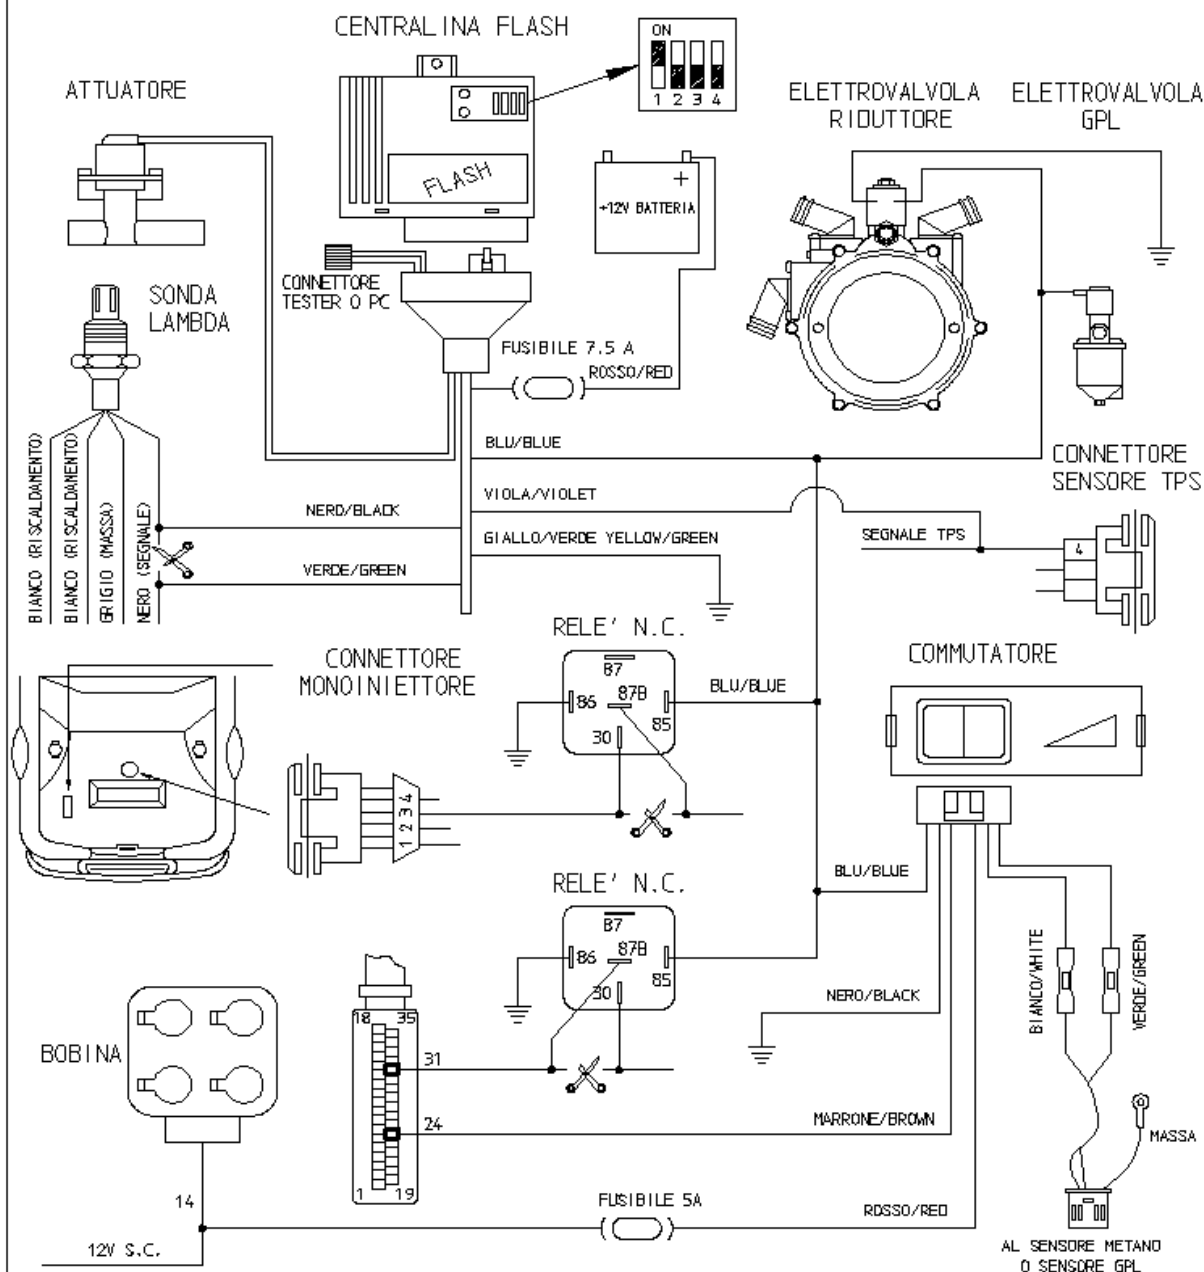 CENTRALINA FLASH
ON
1 2 3 4
ATTUATORE
ELETTROVALVOLA
RIDUTTORE
ELETTROVALVOLA
GPL
FLASH
+
+12V BATTERIA
CONNETTORE
TESTER O PC
SONDA
LAMBDA
FUSIBILE 7.5 A
ROSSO/RED
BIANCO (RISCALDAMENTO)
BIANCO (RISCALDAMENTO)
GRIGIO (MASSA)
NERO (SEGNALE)
BLU/BLUE
CONNETTORE
SENSORE TPS
VIOLA/VIOLET
NERO/BLACK
GIALLO/VERDE YELLOW/GREEN
SEGNALE TPS
4
VERDE/GREEN
RELE' N.C.
87
86
87B
85
30
BLU/BLUE
COMMUTATORE
CONNETTORE
MONOINIETTORE
1 2 3 4
RELE' N.C.
87
86
87B
85
30
BLU/BLUE
NERO/BLACK
BIANCO/WHITE
VERDE/GREEN
BOBINA
18
35
31
24
1
19
MARRONE/BROWN
MASSA
14
FUSIBILE 5A
ROSSO/RED
12V S.C.
AL SENSORE METANO
O SENSORE GPL